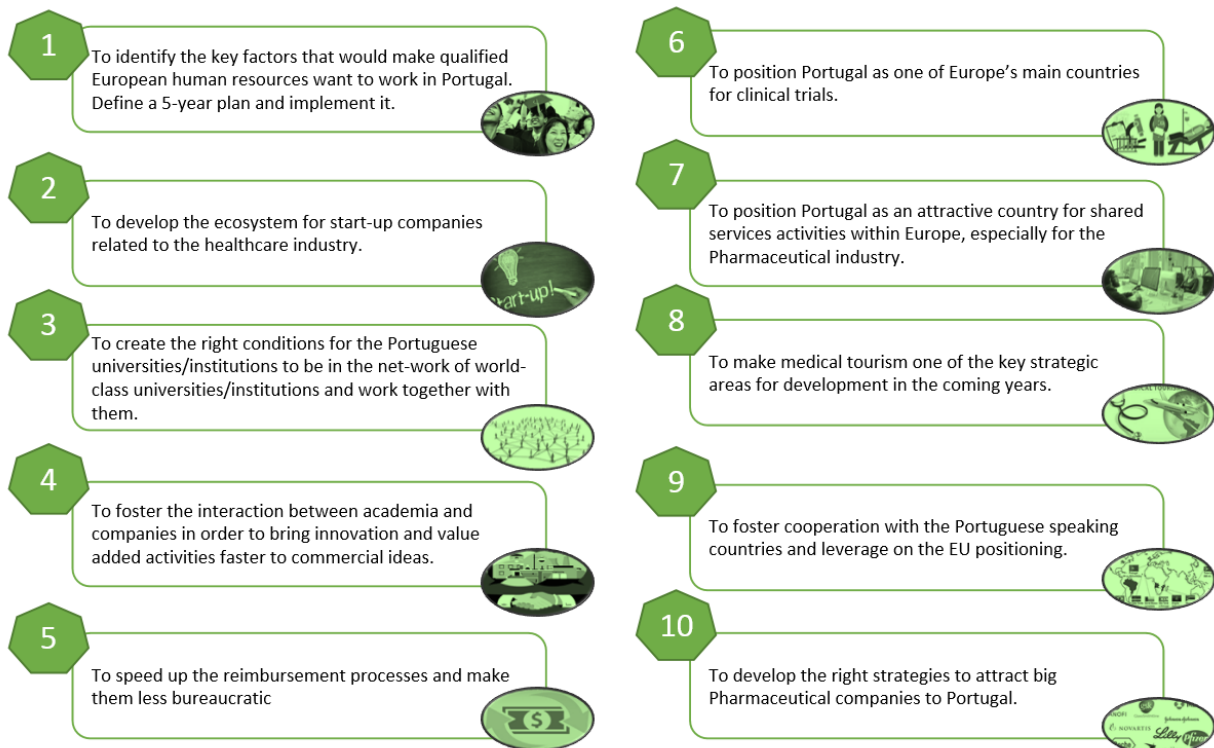 1
To identify the key factors that would make qualified
European human resources want to work in Portugal.
Define a 5-year plan and implement it.
2
To develop the ecosystem for start-up companies
related to the healthcare industry.
start-up!
3
To create the right conditions for the Portuguese
universities/institutions to be in the net-work of world-
class universities/institutions and work together with
them.
4
To foster the interaction between academia and
companies in order to bring innovation and value
added activities faster to commercial ideas.
5
To speed up the reimbursement processes and make
them less bureaucratic
$
6
To position Portugal as one of Europe’s main countries
for clinical trials.
7
To position Portugal as an attractive country for shared
services activities within Europe, especially for the
Pharmaceutical industry.
8
To make medical tourism one of the key strategic
areas for development in the coming years.
9
To foster cooperation with the Portuguese speaking
countries and leverage on the EU positioning.
10
To develop the right strategies to attract big
Pharmaceutical companies to Portugal.
NOVARTIS
Lilly Pfizer